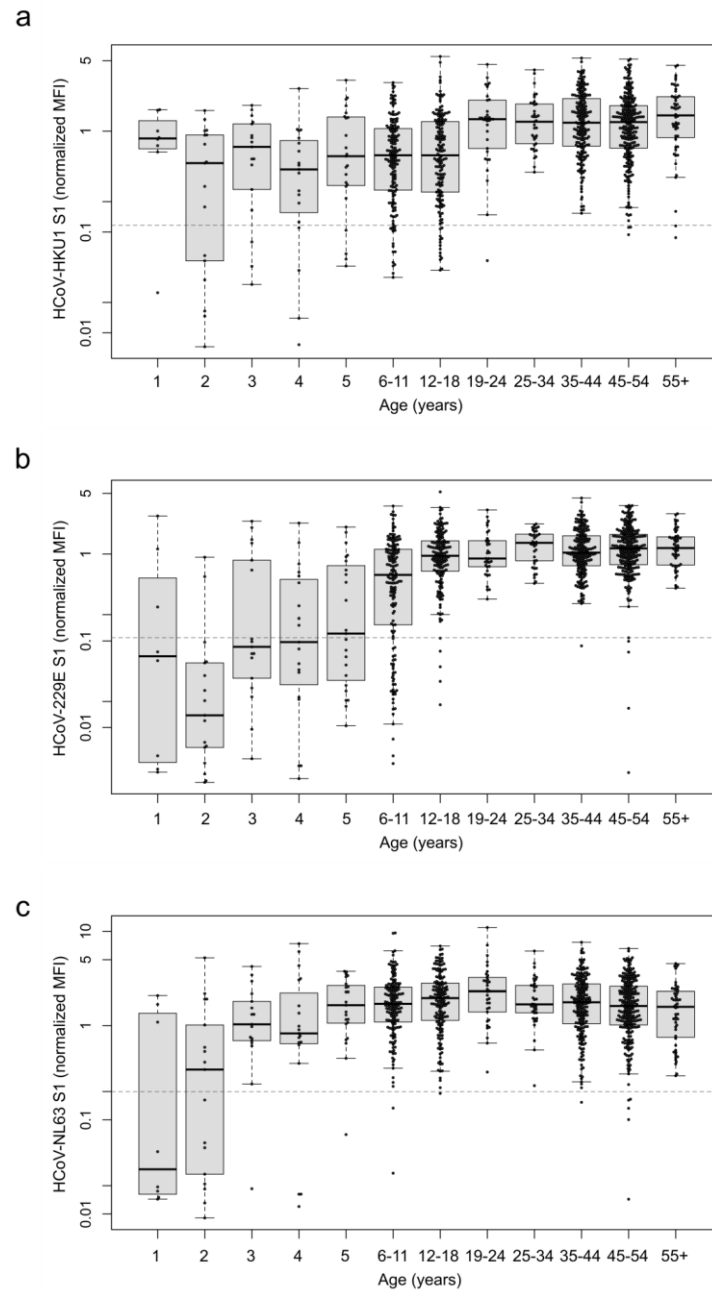 a
HCoV-HKU1 S1 (normalized MFI)
5
1
0.1
0.01
1 2 3 4 5 6-11 12-18 19-24 25-34 35-44 45-54 55+
Age (years)
b
HCoV-229E S1 (normalized MFI)
5
1
0.1
0.01
1 2 3 4 5 6-11 12-18 19-24 25-34 35-44 45-54 55+
Age (years)
c
HCoV-NL63 S1 (normalized MFI)
10
5
1
0.1
0.01
1 2 3 4 5 6-11 12-18 19-24 25-34 35-44 45-54 55+
Age (years)